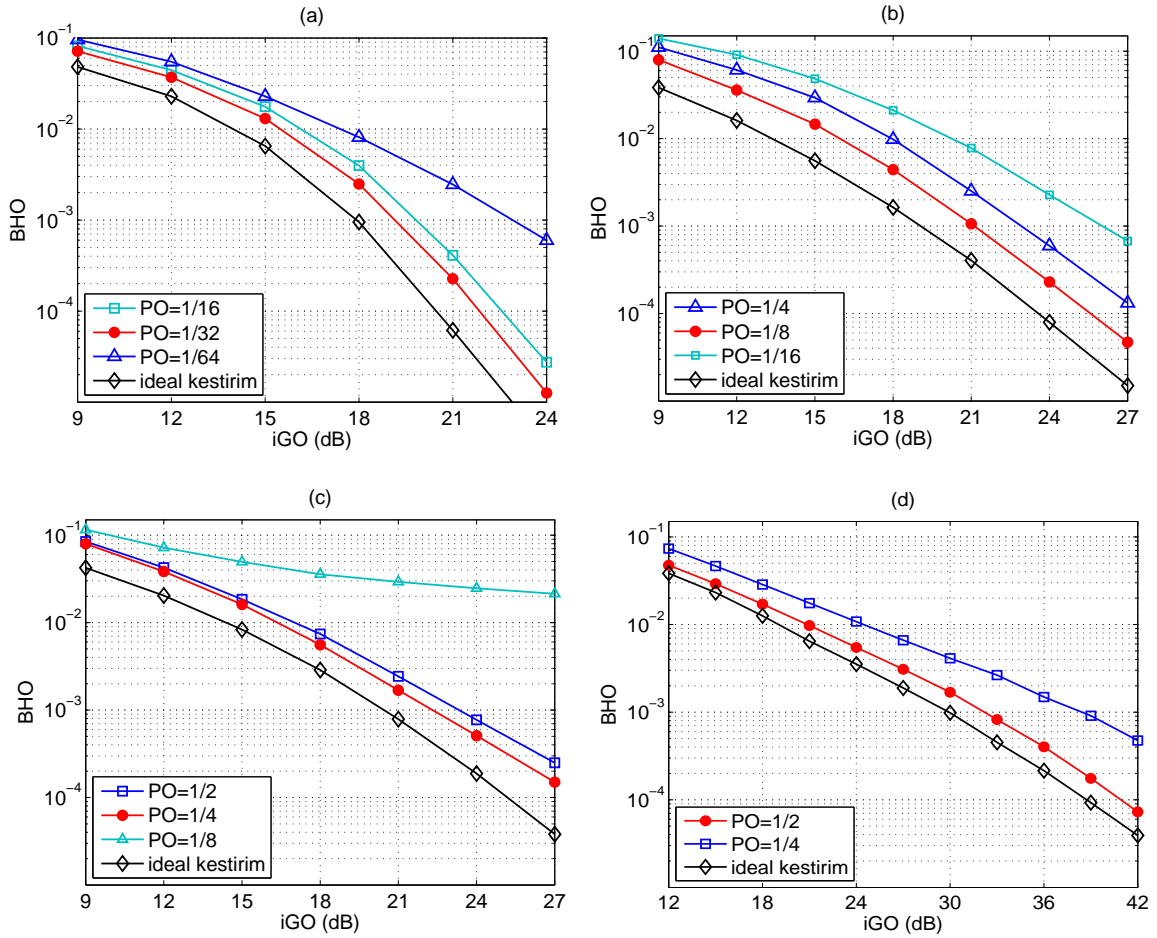 (a)
10^-1
10^-2
10^-3
10^-4
BHO
PO=1/16
PO=1/32
PO=1/64
ideal kestirim
9 12 15 18 21 24
iGO (dB)
(b)
10^-1
10^-2
10^-3
10^-4
BHO
PO=1/4
PO=1/8
PO=1/16
ideal kestirim
9 12 15 18 21 24 27
iGO (dB)
(c)
10^-1
10^-2
10^-3
10^-4
BHO
PO=1/2
PO=1/4
PO=1/8
ideal kestirim
9 12 15 18 21 24 27
iGO (dB)
(d)
10^-1
10^-2
10^-3
10^-4
BHO
PO=1/2
PO=1/4
ideal kestirim
12 18 24 30 36 42
iGO (dB)